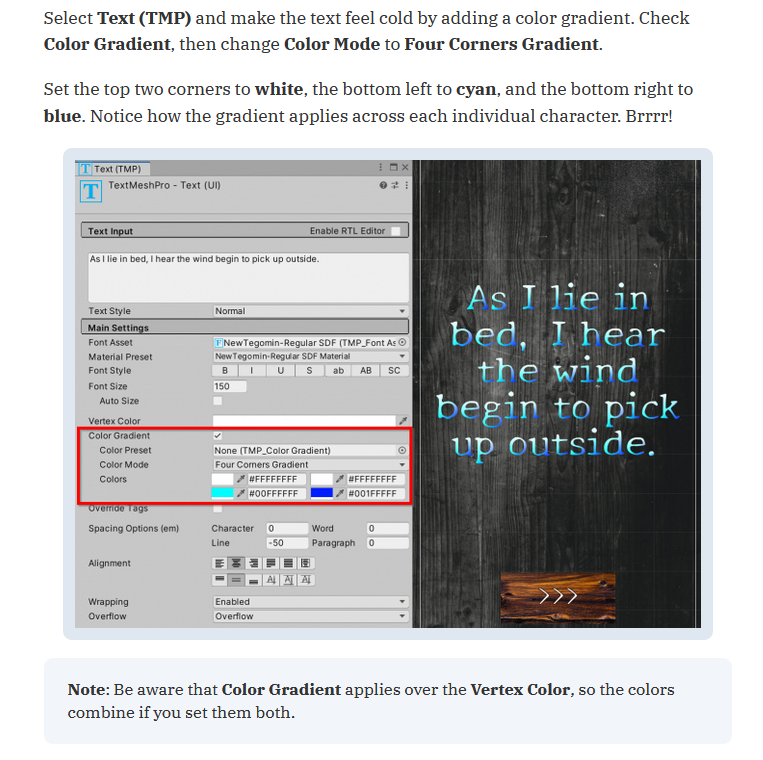 Select Text (TMP) and make the text feel cold by adding a color gradient. Check
Color Gradient, then change Color Mode to Four Corners Gradient.
Set the top two corners to white, the bottom left to cyan, and the bottom right to
blue. Notice how the gradient applies across each individual character. Brrrr!
T Text (TMP)
T TextMeshPro - Text (UI)
Text Input Enable RTL Editor
As I lie in bed, I hear the wind begin to pick up outside.
Text Style Normal
Main Settings
Font Asset F NewTegomin-Regular SDF (TMP_Font As
Material Preset NewTegomin-Regular SDF Material
Font Style B I U S ab AB SC
Font Size 150
Auto Size
Vertex Color
Color Gradient
Color Preset None (TMP_Color Gradient)
Color Mode Four Corners Gradient
Colors #FFFFFFFF #FFFFFFFF
#00FFFFFF #001FFFFF
Override Tags
Spacing Options (em) Character 0 Word 0
Line -50 Paragraph 0
Alignment
Wrapping Enabled
Overflow Overflow
As I lie in
bed, I hear
the wind
begin to pick
up outside.
>>>
Note: Be aware that Color Gradient applies over the Vertex Color, so the colors
combine if you set them both.